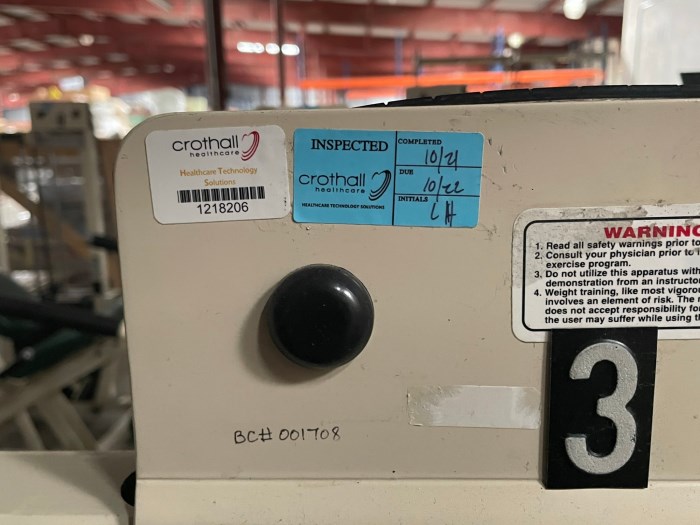 crothall
healthcare
Healthcare Technology
Solutions
1218206
INSPECTED
crothall
healthcare
HEALTHCARE TECHNOLOGY SOLUTIONS
COMPLETED
10/21
DUE
10/22
INITIALS
LH
WARNING
1. Read all safety warnings prior to
2. Consult your physician prior to
exercise program.
3. Do not utilize this apparatus with
demonstration from an instructor
4. Weight training, like most vigoro
involves an element of risk. The
does not accept responsibility for
the user may suffer while using
3
BC# 001708